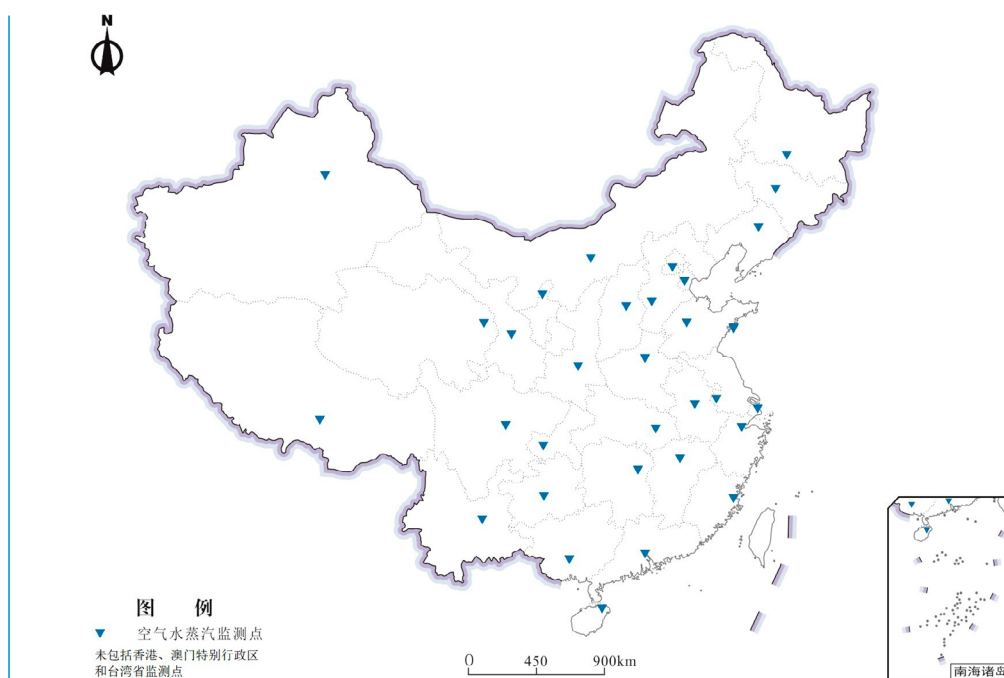 N
图 例
空气水蒸汽监测点
未包括香港、澳门特别行政区
和台湾省监测点
0 450 900km
南海诸岛